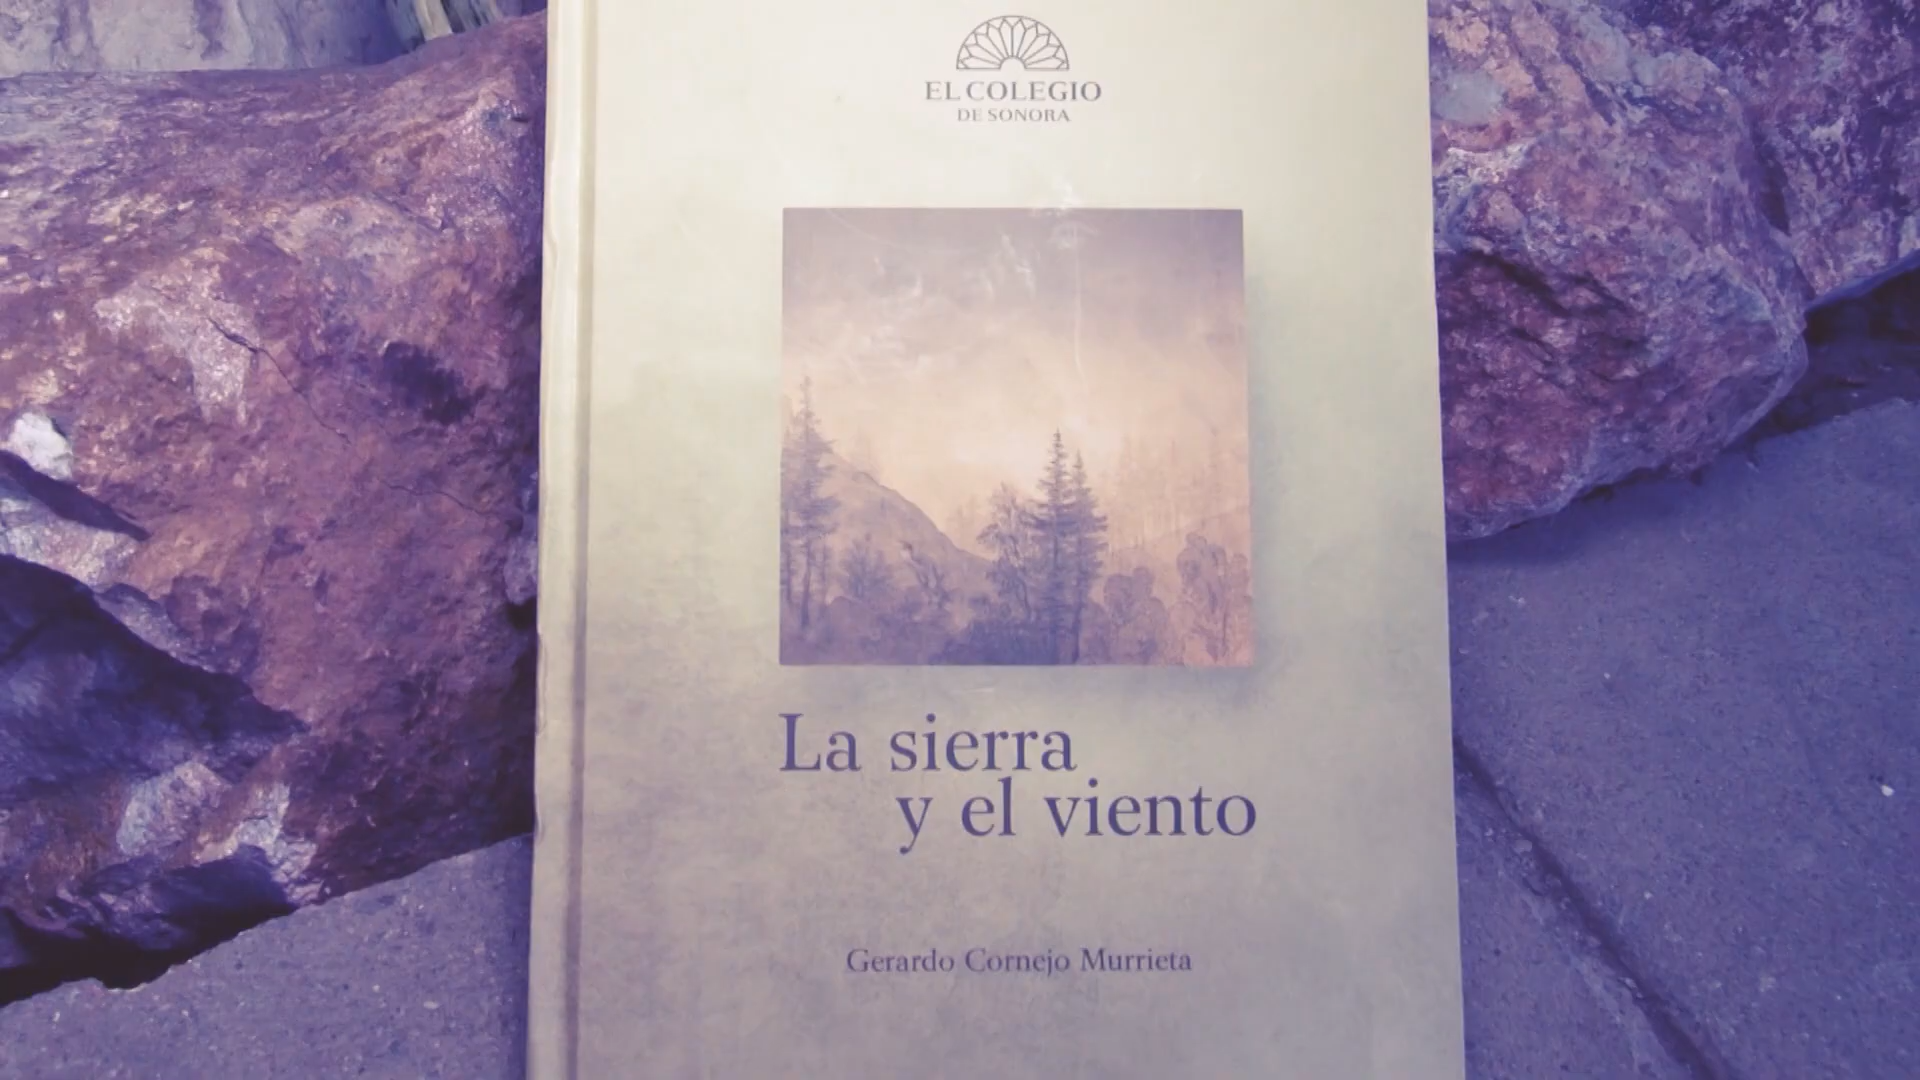 EL COLEGIO
DE SONORA
La sierra
y el viento
Gerardo Cornejo Murrieta